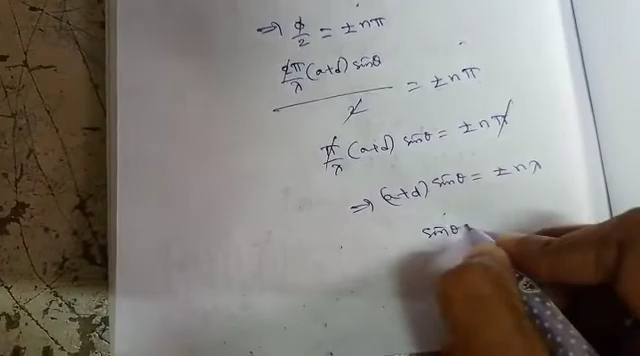 ⇒ ϕ/2 = ±nπ
(2π/λ (a+d) sinθ)/2 = ±nπ
π/λ (a+d) sinθ = ±nπ
⇒ (a+d) sinθ = ±nλ
sinθ